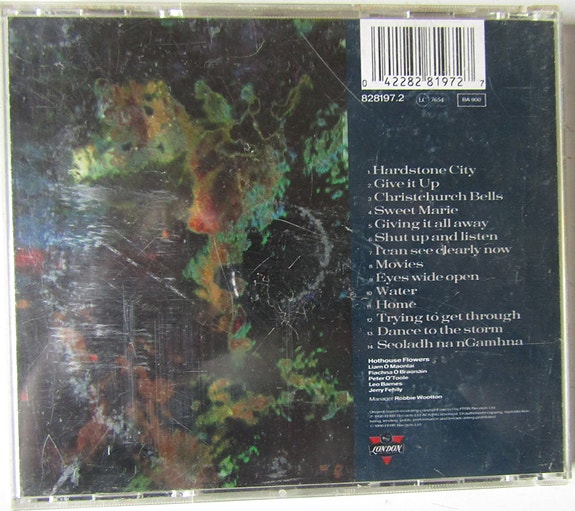 0 42282 81972 7
828197.2 LC 7654 BA 900
1 Hardstone City
2 Give it Up
3 Christchurch Bells
4 Sweet Marie
5 Giving it all away
6 Shut up and listen
7 I can see clearly now
8 Movies
9 Eyes wide open
10 Water
11 Home
12 Trying to get through
13 Dance to the storm
14 Seoladh na nGamhna
Hothouse Flowers
Liam Ó Maonlai
Fiachna Ó Braonáin
Peter O'Toole
Leo Barnes
Jerry Fehily
Manager Robbie Wootton
LONDON